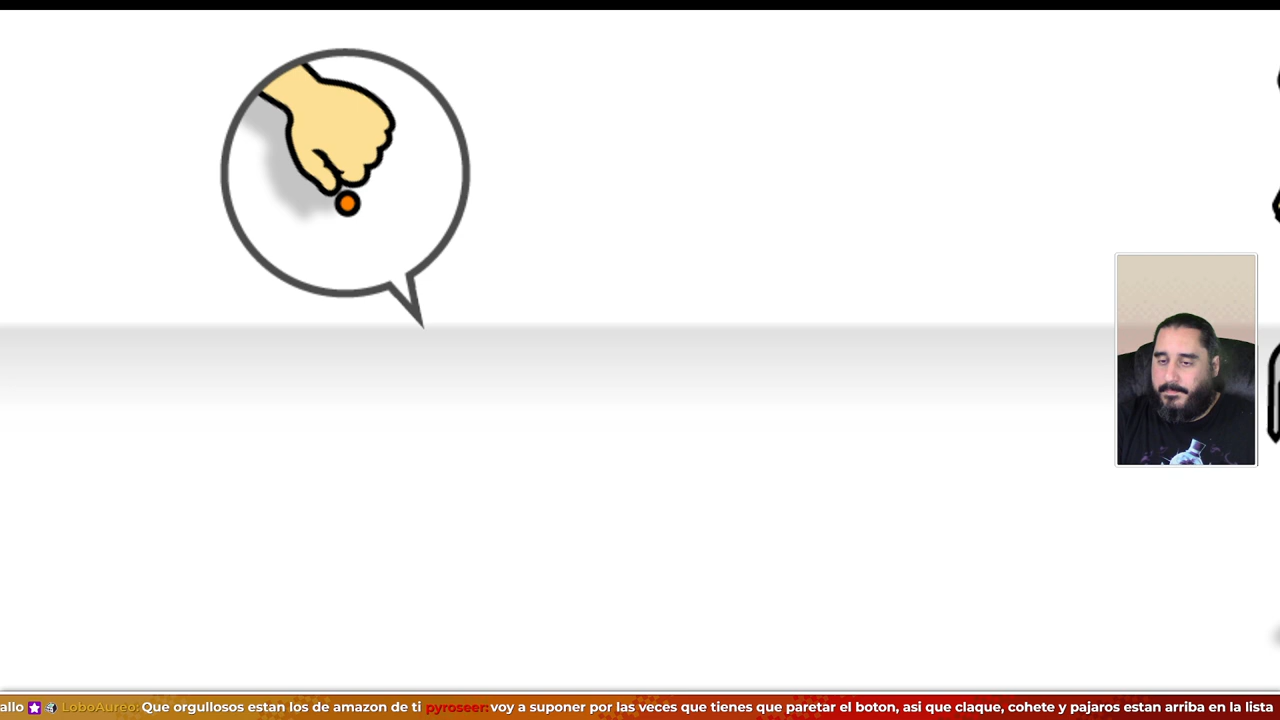 allo LoboAureo: Que orgullosos estan los de amazon de ti pyroseer: voy a suponer por las veces que tienes que paretar el boton, asi que claque, cohete y pajaros estan arriba en la lista